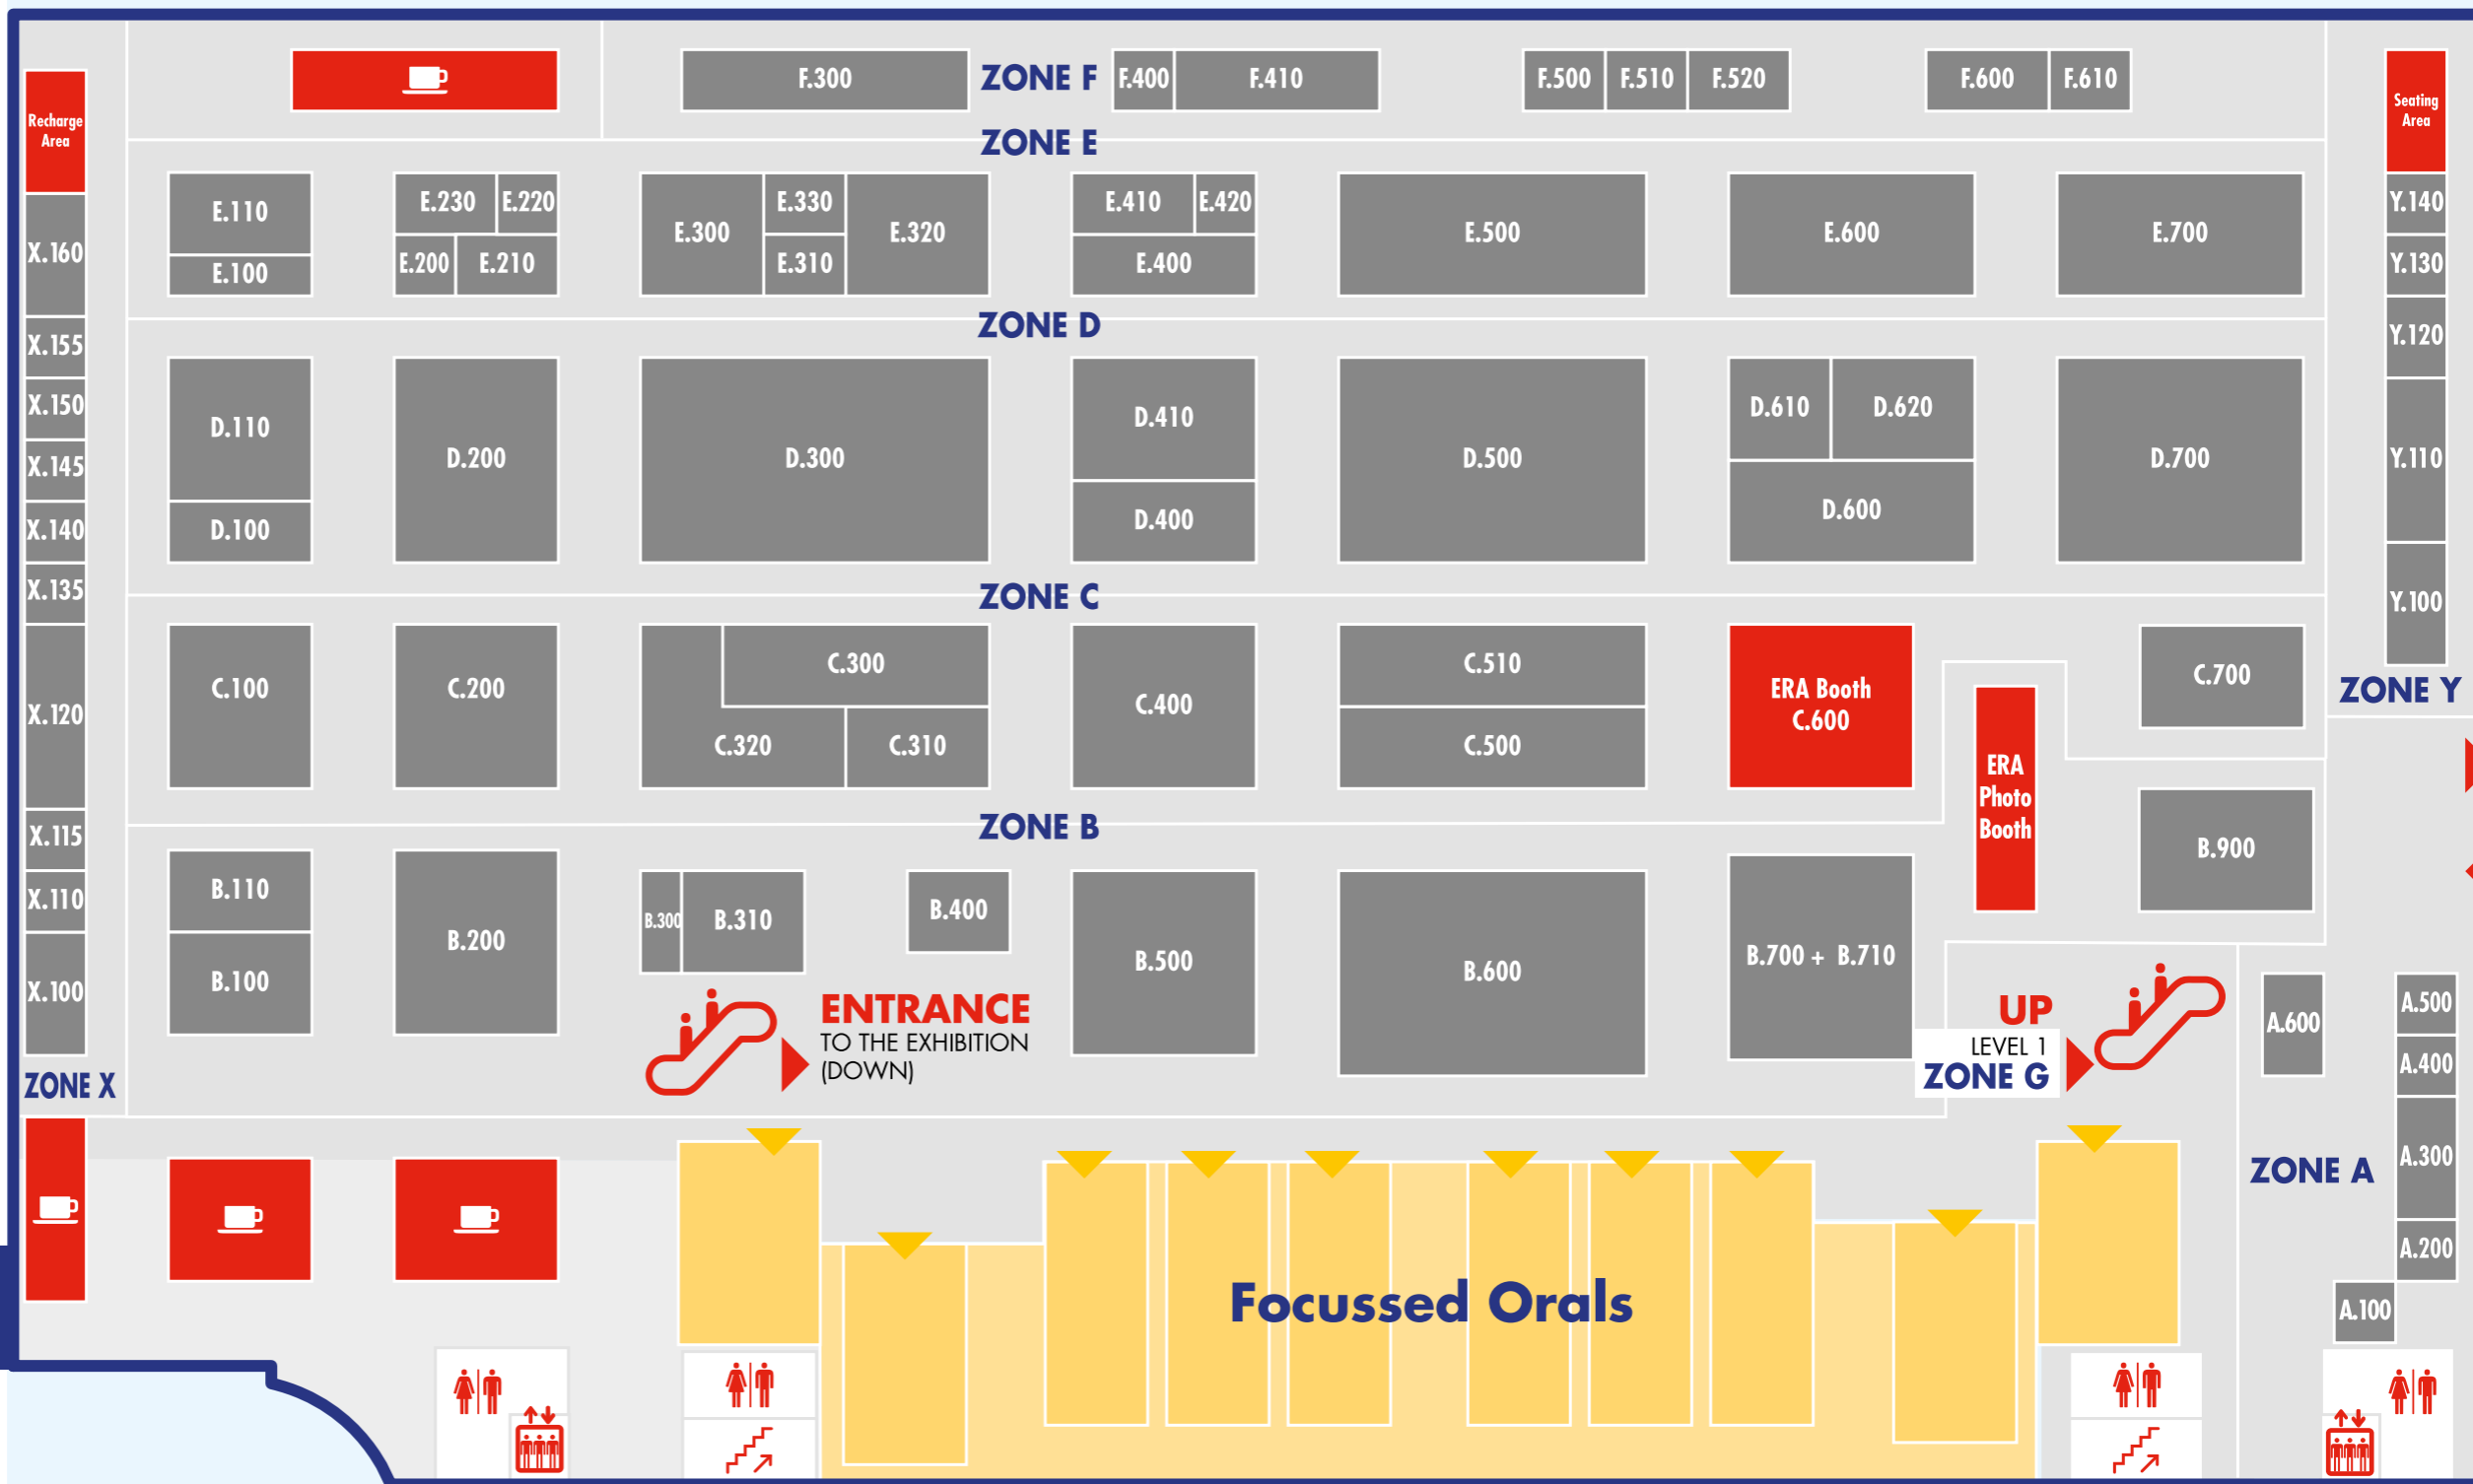 F.300
ZONE F
F.400
F.410
F.500
F.510
F.520
F.600
F.610
Recharge
Area
Seating
Area
ZONE E
E.110
E.100
E.230
E.220
E.200
E.210
E.300
E.330
E.310
E.320
E.410
E.420
E.400
E.500
E.600
E.700
X.160
X.155
X.150
X.145
X.140
X.135
X.120
X.115
X.110
X.100
ZONE X
Y.140
Y.130
Y.120
Y.110
Y.100
ZONE Y
ZONE D
D.110
D.100
D.200
D.300
D.410
D.400
D.500
D.610
D.620
D.600
D.700
ZONE C
C.100
C.200
C.300
C.320
C.310
C.400
C.510
C.500
ERA Booth
C.600
C.700
ERA
Photo
Booth
ZONE B
B.110
B.100
B.200
B.300
B.310
B.400
B.500
B.600
B.700 + B.710
B.900
ENTRANCE
TO THE EXHIBITION
(DOWN)
UP
LEVEL 1
ZONE G
A.600
A.500
A.400
A.300
A.200
A.100
ZONE A
Focussed Orals